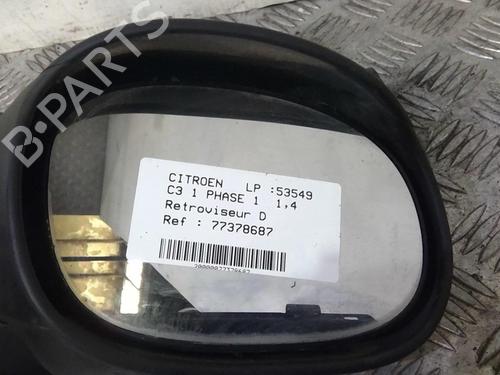 B-PARTS
CITROEN LP :53549
C3 1 PHASE 1 1,4
Retroviseur D
Ref : 77378687